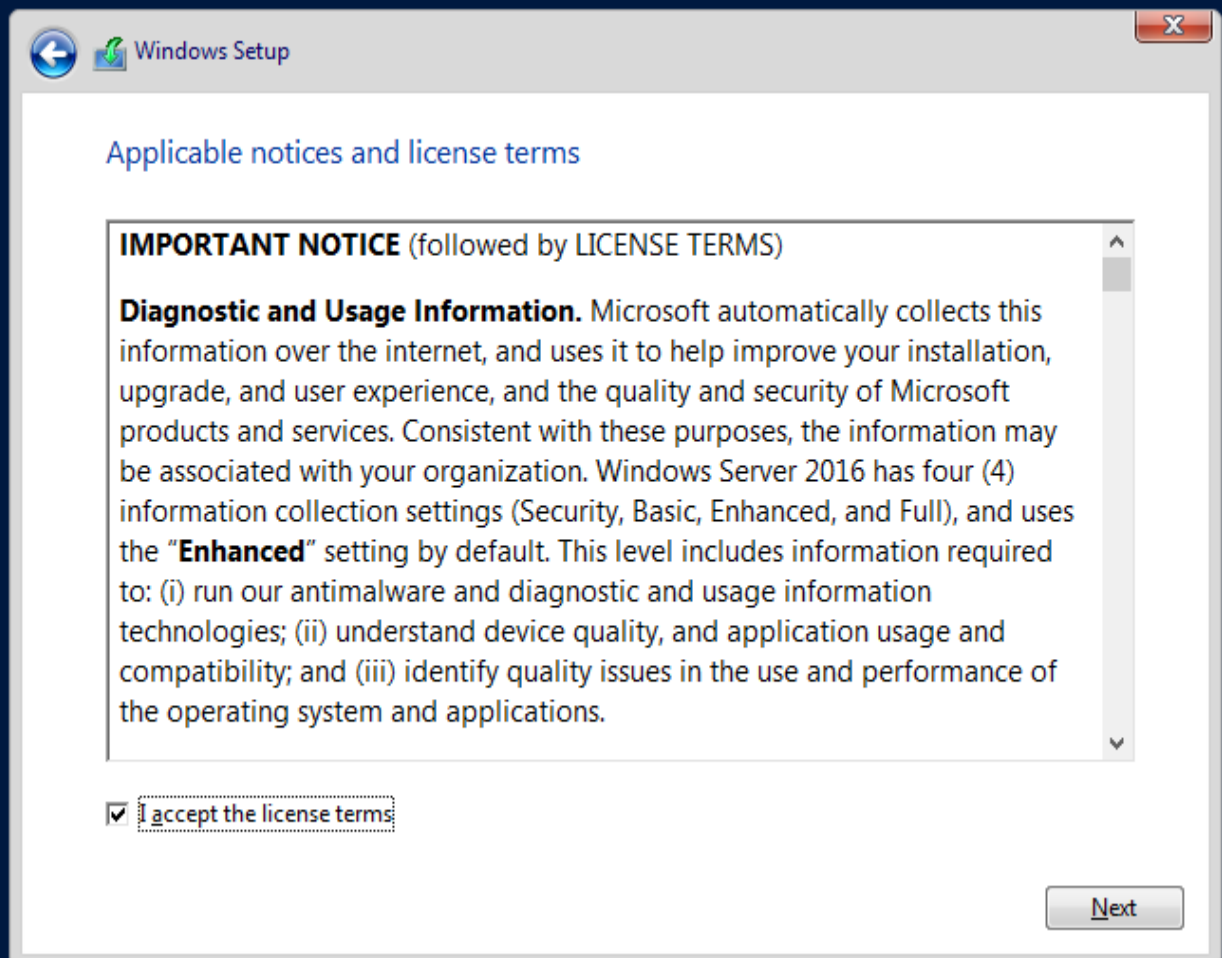 Windows Setup
Applicable notices and license terms
IMPORTANT NOTICE (followed by LICENSE TERMS)
Diagnostic and Usage Information. Microsoft automatically collects this
information over the internet, and uses it to help improve your installation,
upgrade, and user experience, and the quality and security of Microsoft
products and services. Consistent with these purposes, the information may
be associated with your organization. Windows Server 2016 has four (4)
information collection settings (Security, Basic, Enhanced, and Full), and uses
the “Enhanced” setting by default. This level includes information required
to: (i) run our antimalware and diagnostic and usage information
technologies; (ii) understand device quality, and application usage and
compatibility; and (iii) identify quality issues in the use and performance of
the operating system and applications.
I accept the license terms
Next